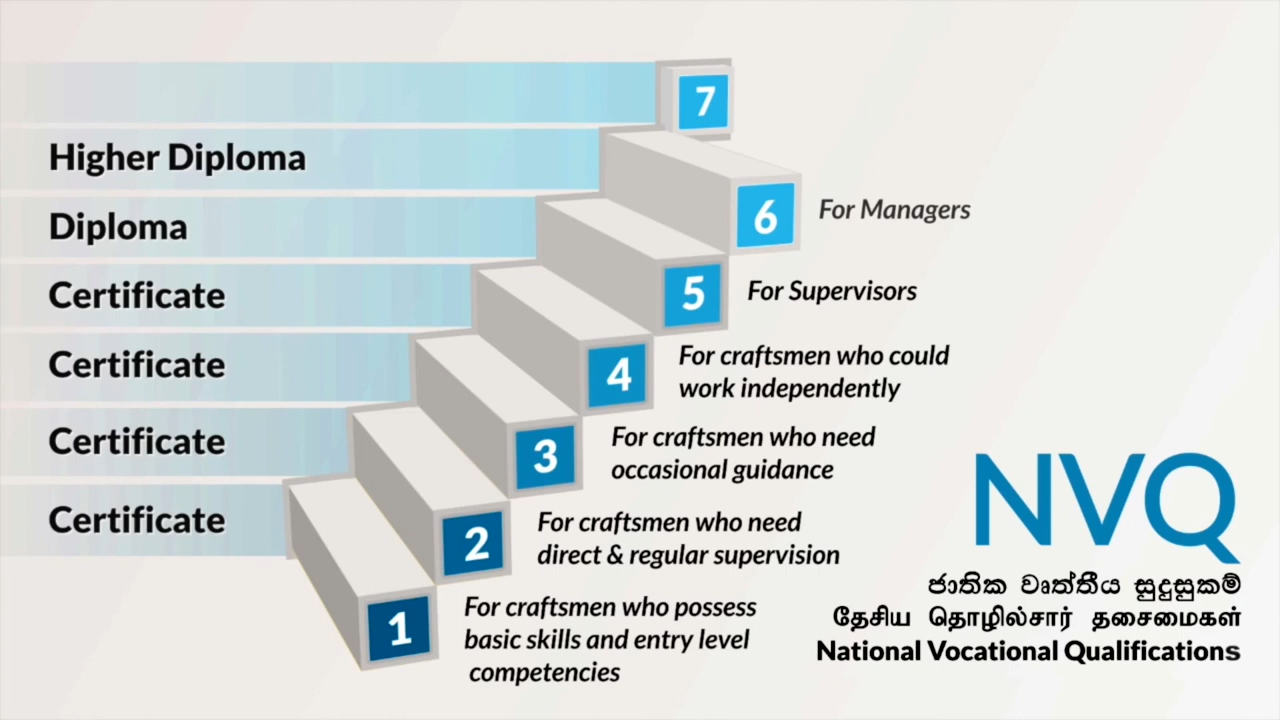 7
Higher Diploma
6
For Managers
Diploma
5
For Supervisors
Certificate
4
For craftsmen who could
work independently
Certificate
3
For craftsmen who need
occasional guidance
Certificate
2
For craftsmen who need
direct & regular supervision
Certificate
1
For craftsmen who possess
basic skills and entry level
competencies
NVQ
ජාතික වෘත්තීය සුදුසුකම්
தேசிய தொழில்சார் தகைமைகள்
National Vocational Qualifications